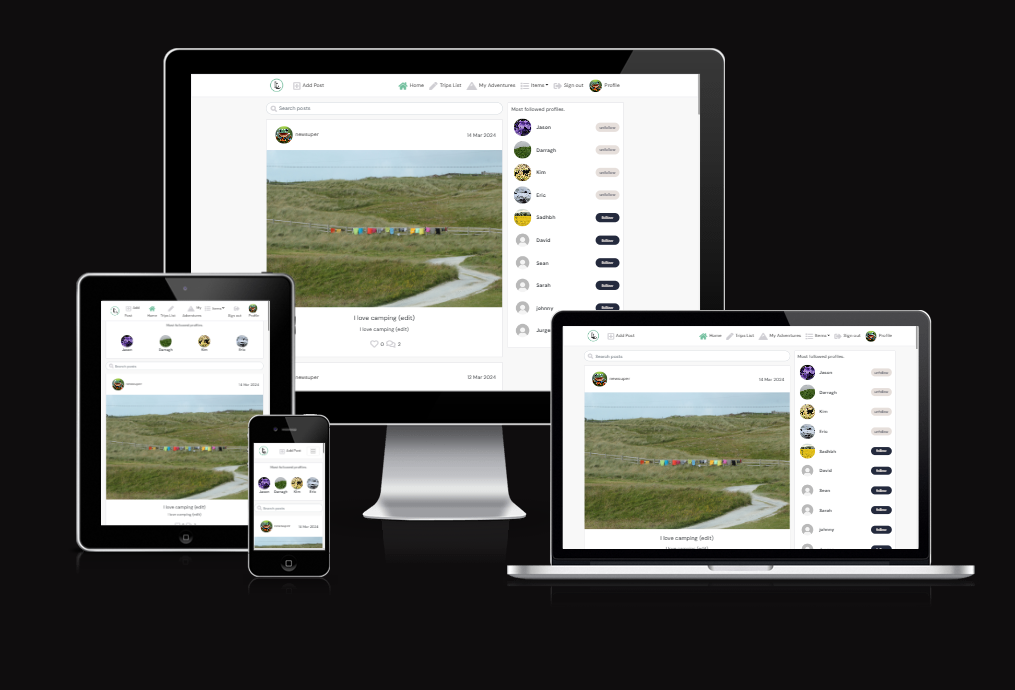 Add Post Home Trips List My Adventures Items Sign out Profile
Search posts
newsuper 14 Mar 2024
I love camping (edit)
I love camping (edit)
0 2
newsuper 12 Mar 2024
Most followed profiles.
Jason unfollow
Darragh unfollow
Kim unfollow
Eric unfollow
Sadhbh follow
David follow
Sean follow
Sarah follow
johnny follow
Add Post Home Trips List My Adventures Items Sign out Profile
Most followed profiles
Jason Darragh Kim Eric
Search posts
newsuper 14 Mar 2024
I love camping (edit)
I love camping (edit)
Add Post
Most followed profiles
Jason Darragh Kim Eric
Search posts
newsuper 14 Mar 2024
Add Post Home Trips List My Adventures Items Sign out Profile
Search posts
newsuper 14 Mar 2024
I love camping (edit)
I love camping (edit)
Most followed profiles.
Jason unfollow
Darragh unfollow
Kim unfollow
Eric unfollow
Sadhbh follow
David follow
Sean follow
Sarah follow
johnny follow